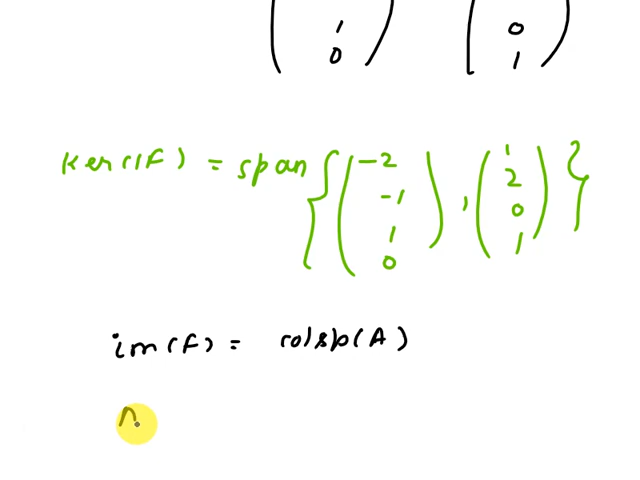 1 0
0 1
ker(F) = span { ( -2 -1 1 0 ) , ( 1 2 0 1 ) }
im(F) = colsp(A)